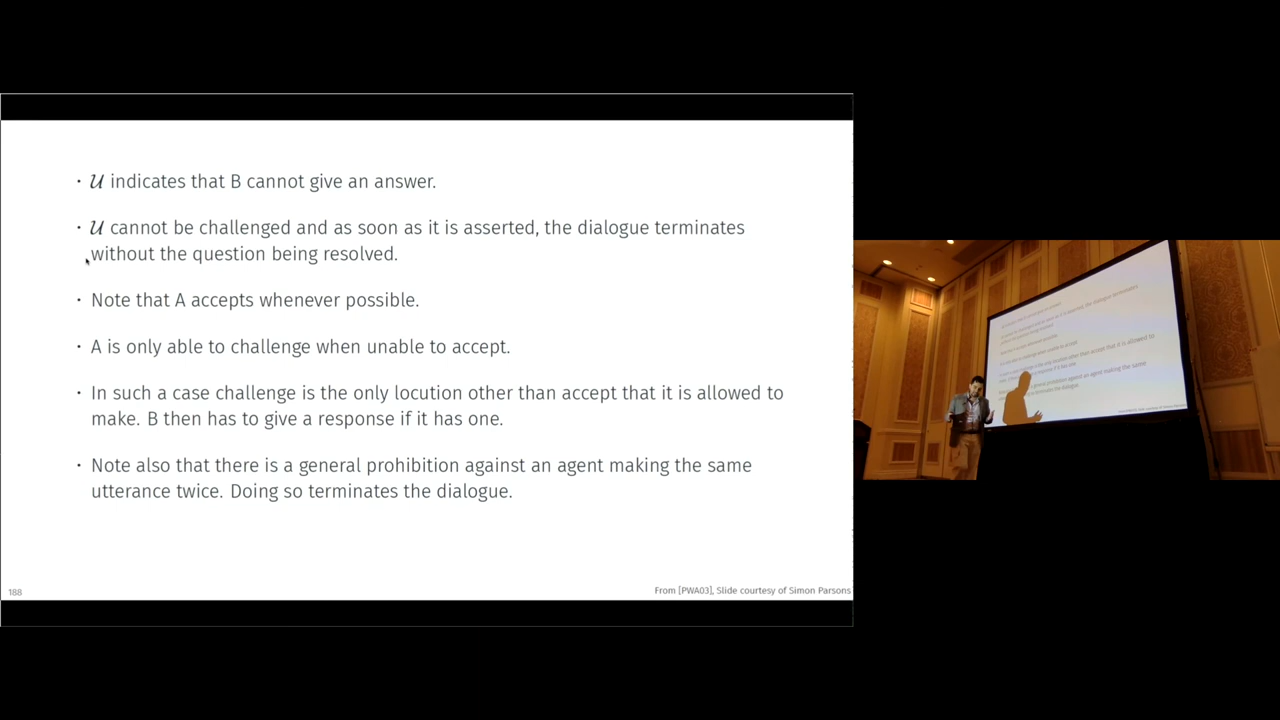 · 𝒰 indicates that B cannot give an answer.
· 𝒰 cannot be challenged and as soon as it is asserted, the dialogue terminates
without the question being resolved.
· Note that A accepts whenever possible.
· A is only able to challenge when unable to accept.
· In such a case challenge is the only locution other than accept that it is allowed to
make. B then has to give a response if it has one.
· Note also that there is a general prohibition against an agent making the same
utterance twice. Doing so terminates the dialogue.
188
From [PWA03], Slide courtesy of Simon Parsons